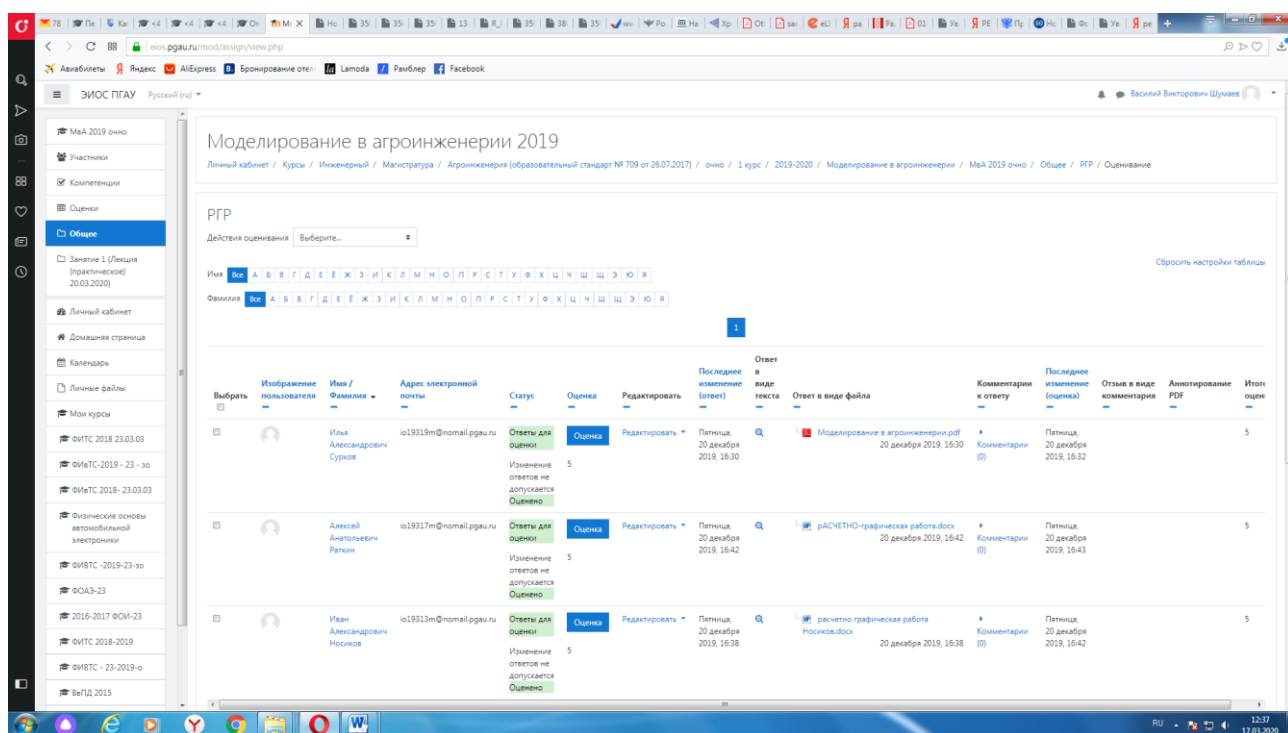 eios.pgau.ru/mod/assign/view.php
Авиабилеты Яндекс AliExpress Бронирование отел Lamoda Рамблер Facebook
ЭИОС ПГАУ Русский (ru)
Василий Викторович Шумаев
МвА 2019 очно
Участники
Компетенции
Оценки
Общее
Занятие 1 (Лекция
(практическое)
20.03.2020)
Личный кабинет
Домашняя страница
Календарь
Личные файлы
Мои курсы
ФИТС 2018 23.03.03
ФИвТС-2019 - 23 - зо
ФИвТС 2018- 23.03.03
Физические основы
автомобильной
электроники
ФИВТС -2019-23-зо
ФОАЭ-23
2016-2017 ФОИ-23
ФИТС 2018-2019
ФИВТС - 23-2019-о
ВеПД 2015
Моделирование в агроинженерии 2019
Личный кабинет / Курсы / Инженерный / Магистратура / Агроинженерия (образовательный стандарт № 709 от 26.07.2017) / очно / 1 курс / 2019-2020 / Моделирование в агроинженерии / МвА 2019 очно / Общее / РГР / Оценивание
РГР
Действия оценивания Выберите...
Сбросить настройки таблицы
Имя Все А Б В Г Д Е Ё Ж З И К Л М Н О П Р С Т У Ф Х Ц Ч Ш Щ Э Ю Я
Фамилия Все А Б В Г Д Е Ё Ж З И К Л М Н О П Р С Т У Ф Х Ц Ч Ш Щ Э Ю Я
1
Выбрать
Изображение
пользователя
Имя /
Фамилия
Адрес электронной
почты
Статус
Оценка
Редактировать
Последнее
изменение
(ответ)
Ответ
в
виде
текста
Ответ в виде файла
Комментарии
к ответу
Последнее
изменение
(оценка)
Отзыв в виде
комментария
Аннотирование
PDF
Итого
оцен
Илья
Александрович
Сурков
io19319m@nomail.pgau.ru
Ответы для
оценки
Изменение
ответов не
допускается
Оценено
Оценка
5
Редактировать
Пятница,
20 декабря
2019, 16:30
Моделирование в агроинженерии.pdf
20 декабря 2019, 16:30
Комментарии
(0)
Пятница,
20 декабря
2019, 16:32
5
Алексей
Анатольевич
Раткин
io19317m@nomail.pgau.ru
Ответы для
оценки
Изменение
ответов не
допускается
Оценено
Оценка
5
Редактировать
Пятница,
20 декабря
2019, 16:42
рАСЧЕТНО-графическая работа.docx
20 декабря 2019, 16:42
Комментарии
(0)
Пятница,
20 декабря
2019, 16:43
5
Иван
Александрович
Носиков
io19313m@nomail.pgau.ru
Ответы для
оценки
Изменение
ответов не
допускается
Оценено
Оценка
5
Редактировать
Пятница,
20 декабря
2019, 16:38
расчетно графическая работа
Носиков.docx
20 декабря 2019, 16:38
Комментарии
(0)
Пятница,
20 декабря
2019, 16:42
5
RU
12:37
17.03.2020